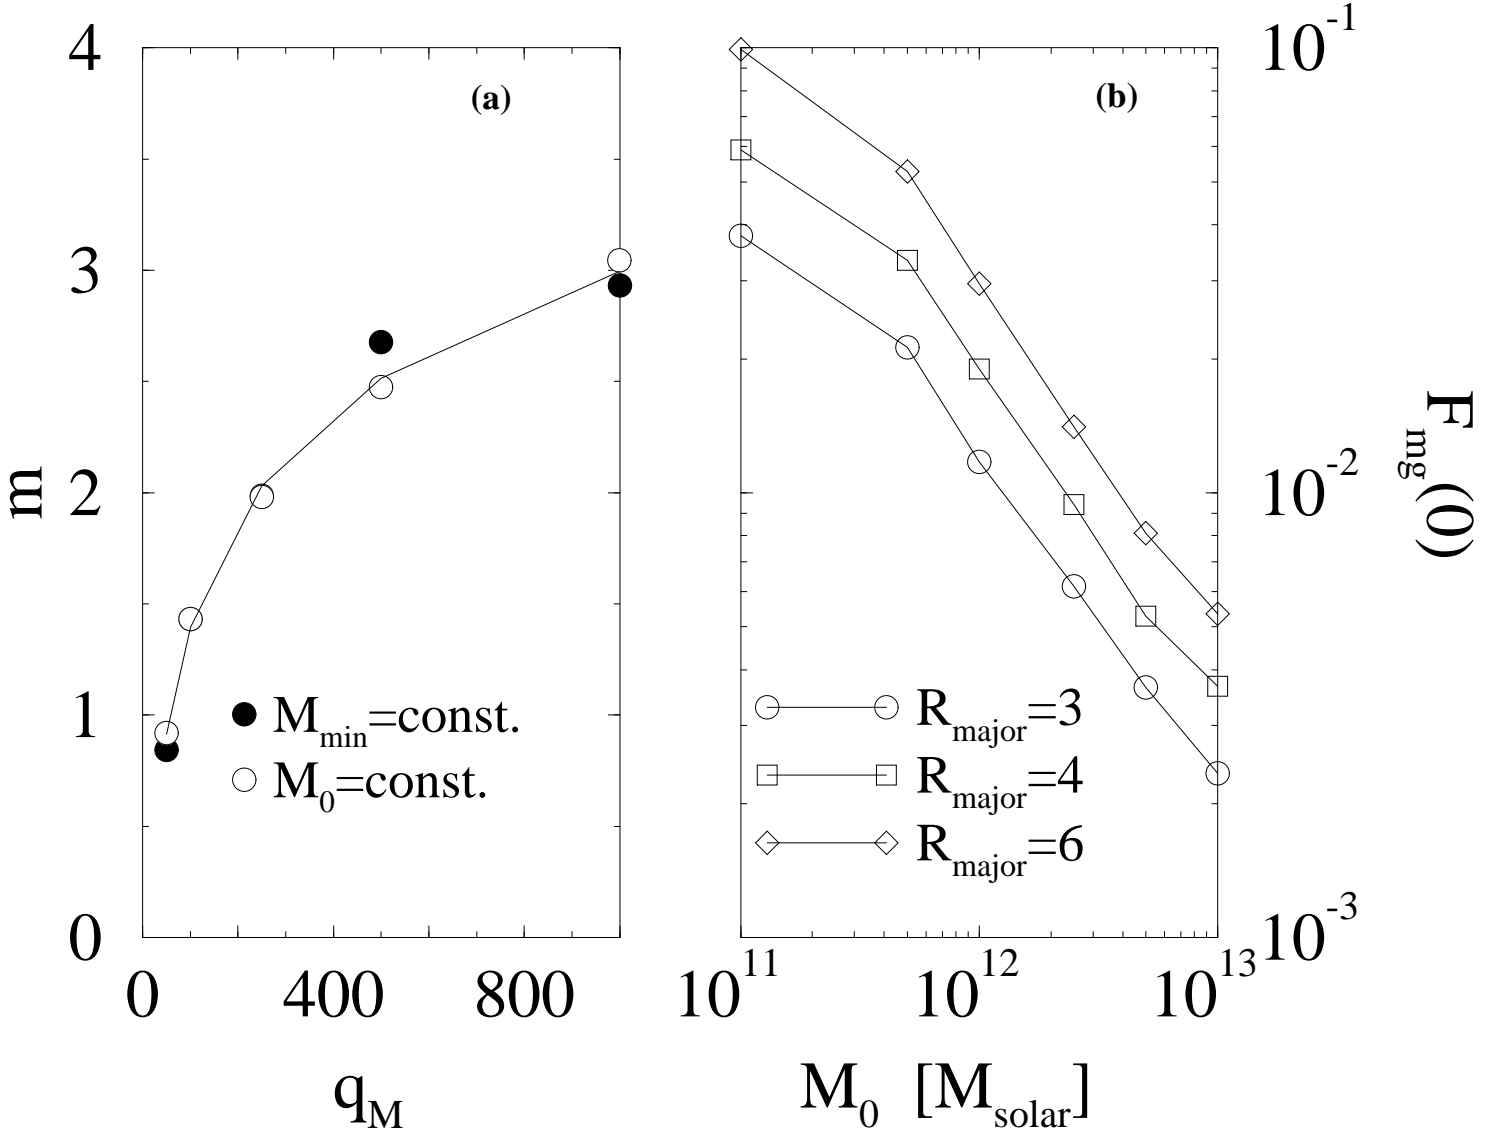 4
3
2
1
0
m
(a)
M_min=const.
M_0=const.
0 400 800
q_M
(b)
R_major=3
R_major=4
R_major=6
10^11 10^12 10^13
M_0 [M_solar]
10^-1
10^-2
10^-3
F_mg(0)